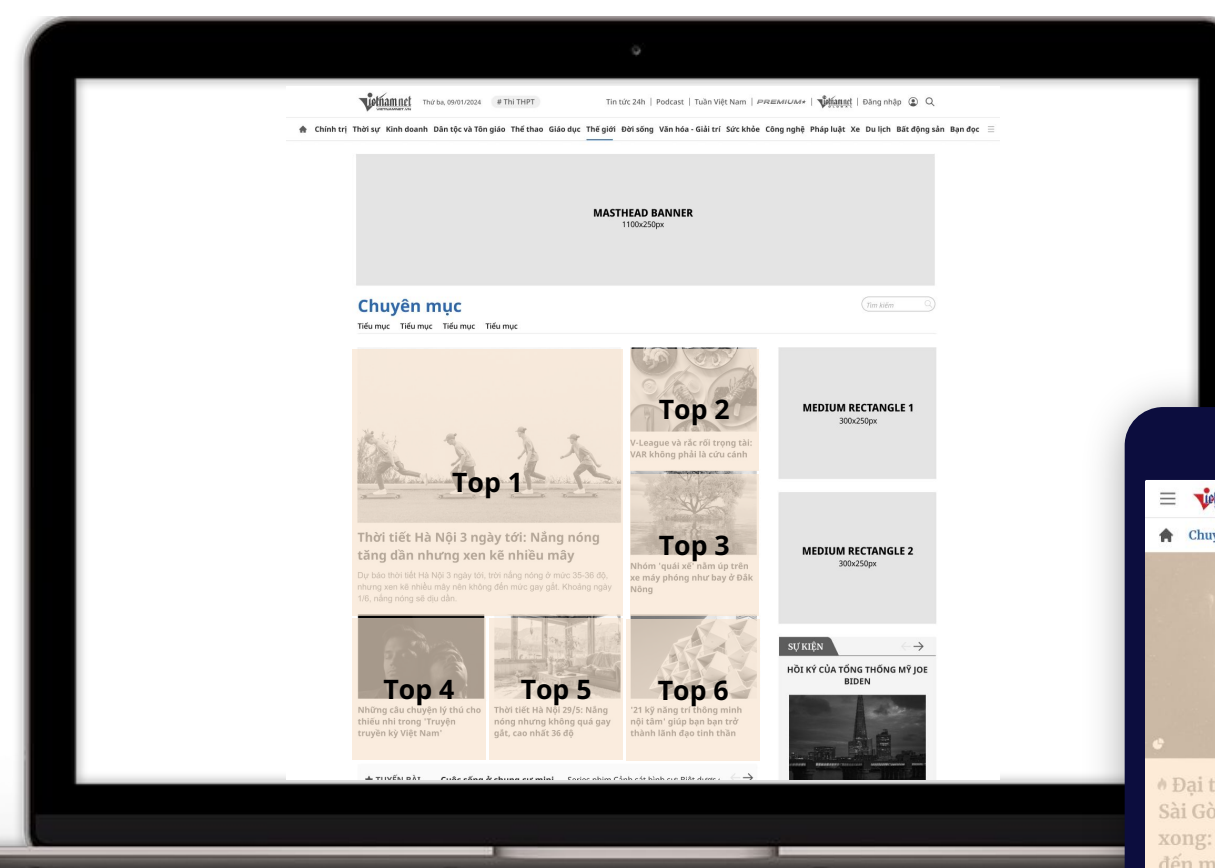 Vietnamnet
VIETNAMNET.VN
Thứ ba, 09/01/2024
# Thi THPT
Tin tức 24h | Podcast | Tuần Việt Nam | PREMIUM+ | Vietnamnet | Đăng nhập
Chính trị Thời sự Kinh doanh Dân tộc và Tôn giáo Thể thao Giáo dục Thế giới Đời sống Văn hóa - Giải trí Sức khỏe Công nghệ Pháp luật Xe Du lịch Bất động sản Bạn đọc
MASTHEAD BANNER
1100x250px
Chuyên mục
Tìm kiếm
Tiểu mục Tiểu mục Tiểu mục Tiểu mục
Top 1
Thời tiết Hà Nội 3 ngày tới: Nắng nóng
tăng dần nhưng xen kẽ nhiều mây
Dự báo thời tiết Hà Nội 3 ngày tới, trời nắng nóng ở mức 35-36 độ,
nhưng xen kẽ nhiều mây nên không đến mức gay gắt. Khoảng ngày
1/6, nắng nóng sẽ dịu dần.
Top 2
V-League và rắc rối trọng tài:
VAR không phải là cứu cánh
Top 3
Nhóm 'quái xế' nằm úp trên
xe máy phóng như bay ở Đắk
Nông
MEDIUM RECTANGLE 1
300x250px
MEDIUM RECTANGLE 2
300x250px
Top 4
Những câu chuyện lý thú cho
thiếu nhi trong 'Truyện
truyền kỳ Việt Nam'
Top 5
Thời tiết Hà Nội 29/5: Nắng
nóng nhưng không quá gay
gắt, cao nhất 36 độ
Top 6
'21 kỹ năng trí thông minh
nội tâm' giúp bạn bạn trở
thành lãnh đạo tinh thần
SỰ KIỆN
HỒI KÝ CỦA TỔNG THỐNG MỸ JOE
BIDEN
TUYẾN BÀI Cuộc sống ở chung cư mini
Đại t
Sài Gò
xong:
đến m